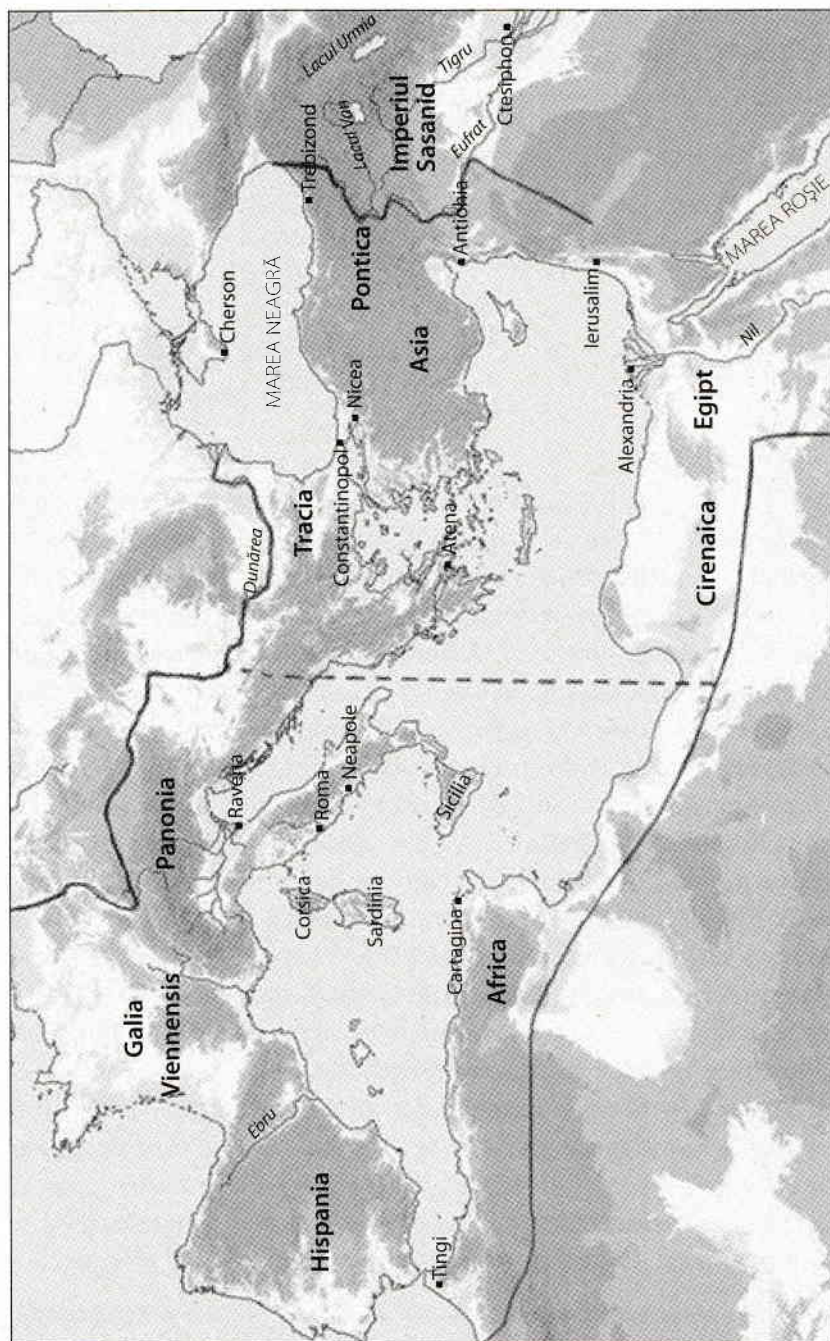 Galia
Viennensis
Panonia
Ravena
Hispania
Ebru
Corsica
Sardinia
Roma
Neapole
Sicilia
Tingi
Cartagina
Africa
Dunărea
Tracia
Constantinopol
Nicea
Atena
Cherson
MAREA NEAGRĂ
Trebizond
Pontica
Asia
Antiohia
Lacul Urmia
Lacul Van
Imperiul
Sasanid
Tigru
Eufrat
Ctesiphon
Ierusalim
Alexandria
Egipt
Cirenaica
Nil
MAREA ROȘIE